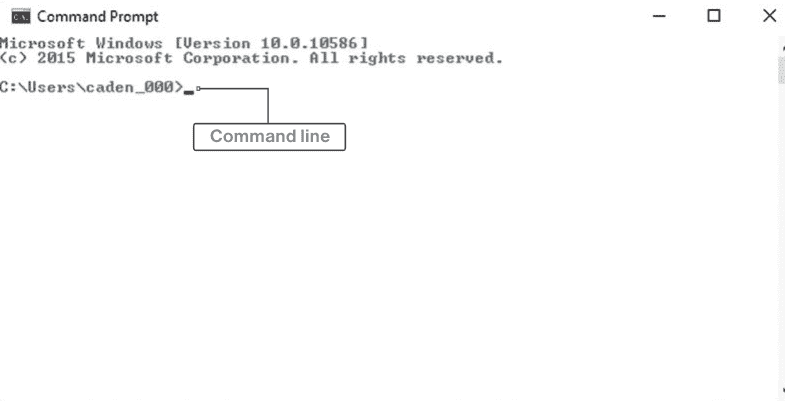 Command Prompt
Microsoft Windows [Version 10.0.10586]
(c) 2015 Microsoft Corporation. All rights reserved.
C:\Users\caden_000>_
Command line